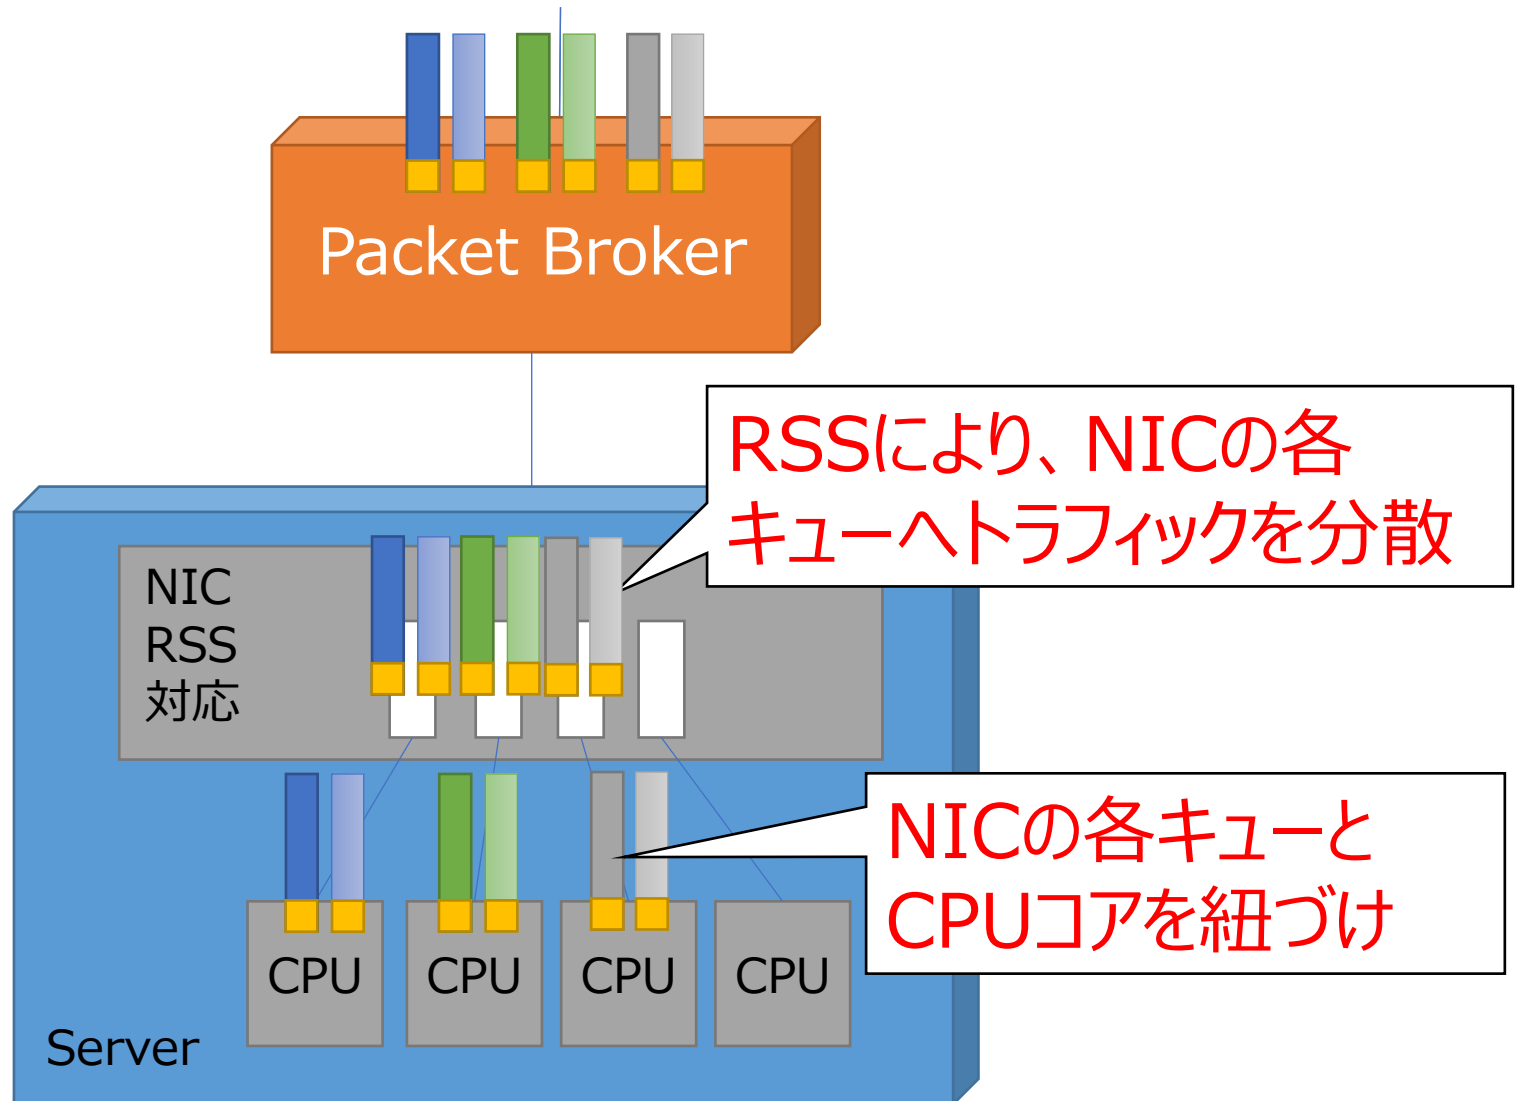 Packet Broker
RSSにより、NICの各
キューへトラフィックを分散
NIC
RSS
対応
NICの各キューと
CPUコアを紐づけ
CPU
CPU
CPU
CPU
Server